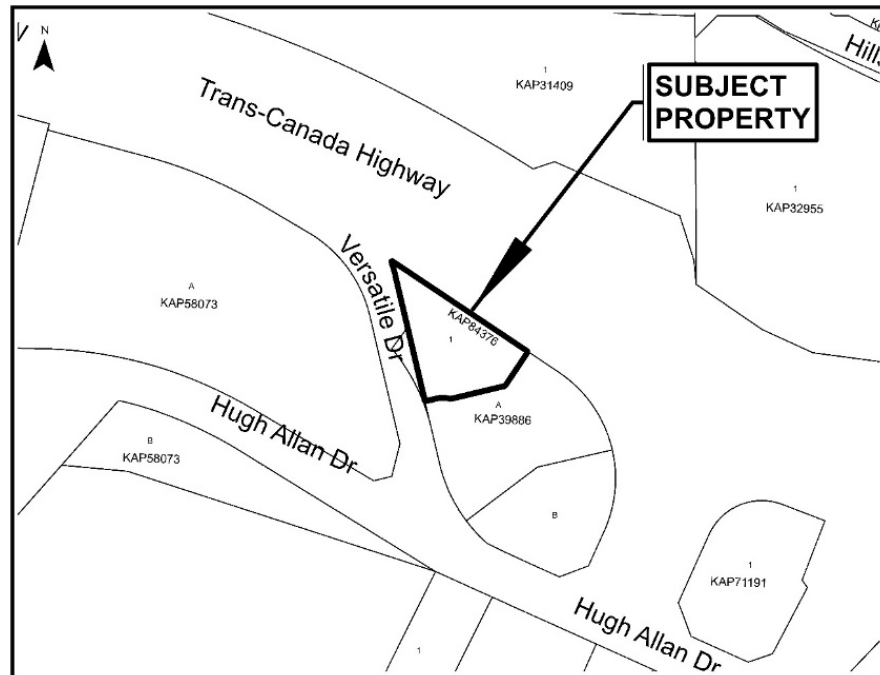 N
1
KAP31409
Hills
SUBJECT
PROPERTY
Trans-Canada Highway
1
KAP32955
Versatile Dr
A
KAP58073
KAP84376
1
A
KAP39886
Hugh Allan Dr
B
KAP58073
B
1
KAP71191
Hugh Allan Dr
1